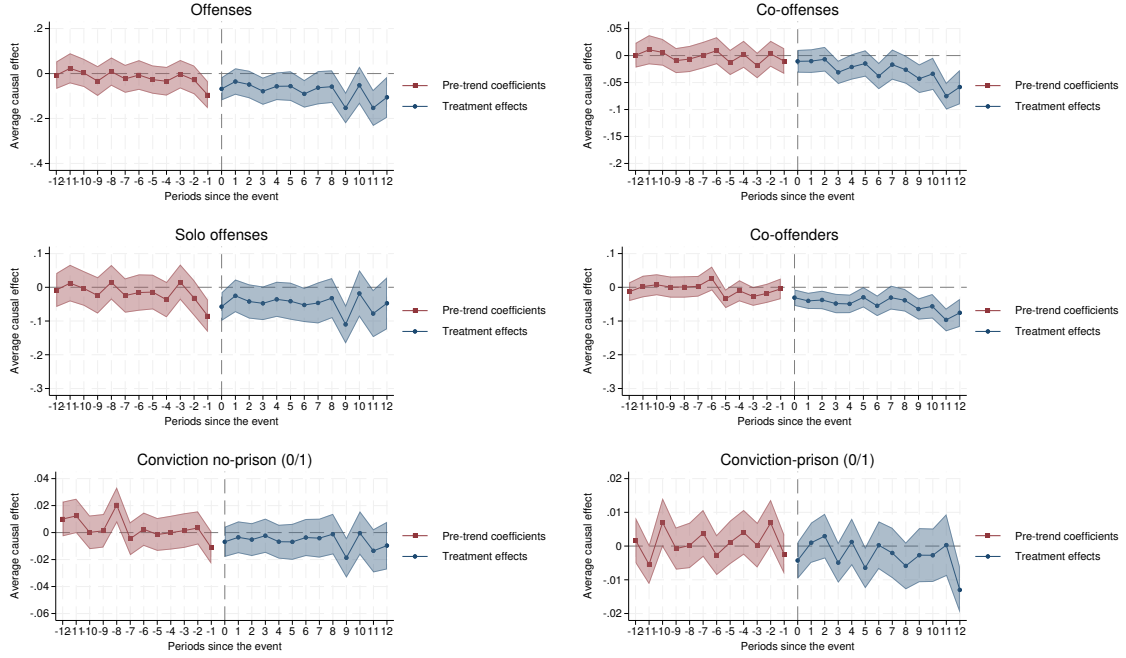 Offenses
Average causal effect
.2
0
-.2
-.4
-12 -11 -10 -9 -8 -7 -6 -5 -4 -3 -2 -1 0 1 2 3 4 5 6 7 8 9 10 11 12
Periods since the event
Pre-trend coefficients
Treatment effects
Co-offenses
Average causal effect
.05
0
-.05
-.1
-.15
-.2
-12 -11 -10 -9 -8 -7 -6 -5 -4 -3 -2 -1 0 1 2 3 4 5 6 7 8 9 10 11 12
Periods since the event
Pre-trend coefficients
Treatment effects
Solo offenses
Average causal effect
.1
0
-.1
-.2
-.3
-12 -11 -10 -9 -8 -7 -6 -5 -4 -3 -2 -1 0 1 2 3 4 5 6 7 8 9 10 11 12
Periods since the event
Pre-trend coefficients
Treatment effects
Co-offenders
Average causal effect
.1
0
-.1
-.2
-.3
-12 -11 -10 -9 -8 -7 -6 -5 -4 -3 -2 -1 0 1 2 3 4 5 6 7 8 9 10 11 12
Periods since the event
Pre-trend coefficients
Treatment effects
Conviction no-prison (0/1)
Average causal effect
.04
.02
0
-.02
-.04
-.06
-12 -11 -10 -9 -8 -7 -6 -5 -4 -3 -2 -1 0 1 2 3 4 5 6 7 8 9 10 11 12
Periods since the event
Pre-trend coefficients
Treatment effects
Conviction-prison (0/1)
Average causal effect
.02
.01
0
-.01
-.02
-12 -11 -10 -9 -8 -7 -6 -5 -4 -3 -2 -1 0 1 2 3 4 5 6 7 8 9 10 11 12
Periods since the event
Pre-trend coefficients
Treatment effects